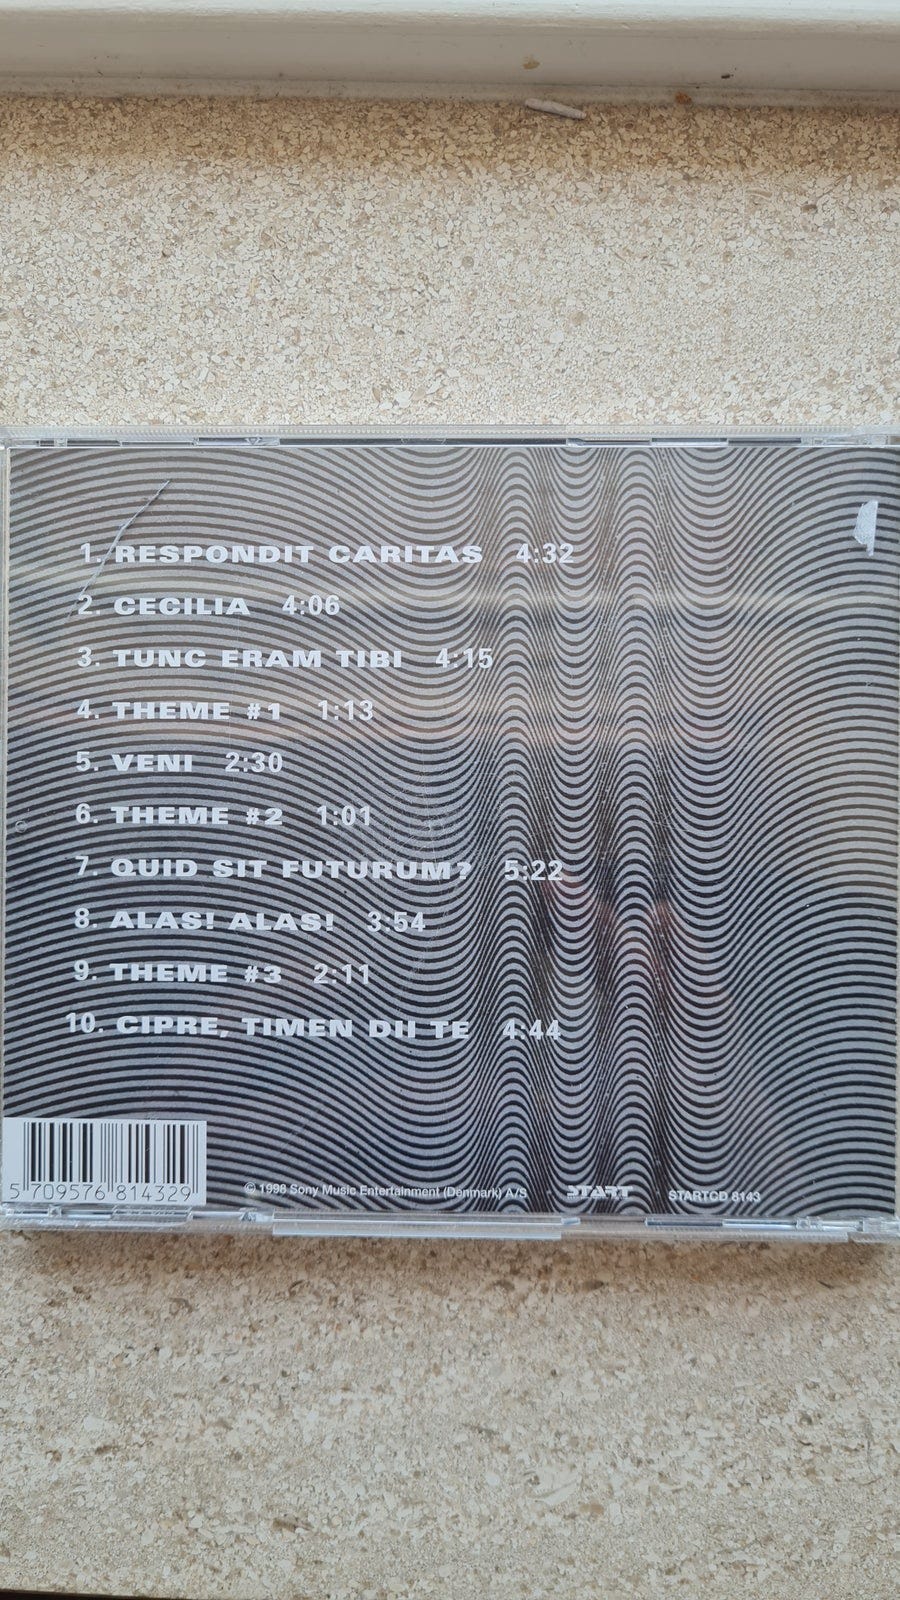 1. RESPONDIT CARITAS 4:32
2. CECILIA 4:06
3. TUNC ERAM TIBI 4:15
4. THEME #1 1:13
5. VENI 2:30
6. THEME #2 1:01
7. QUID SIT FUTURUM? 5:22
8. ALAS! ALAS! 3:54
9. THEME #3 2:11
10. CIPRE, TIMEN DII TE 4:44
5 709576 814329
© 1998 Sony Music Entertainment (Denmark) A/S START STARTCD 8143